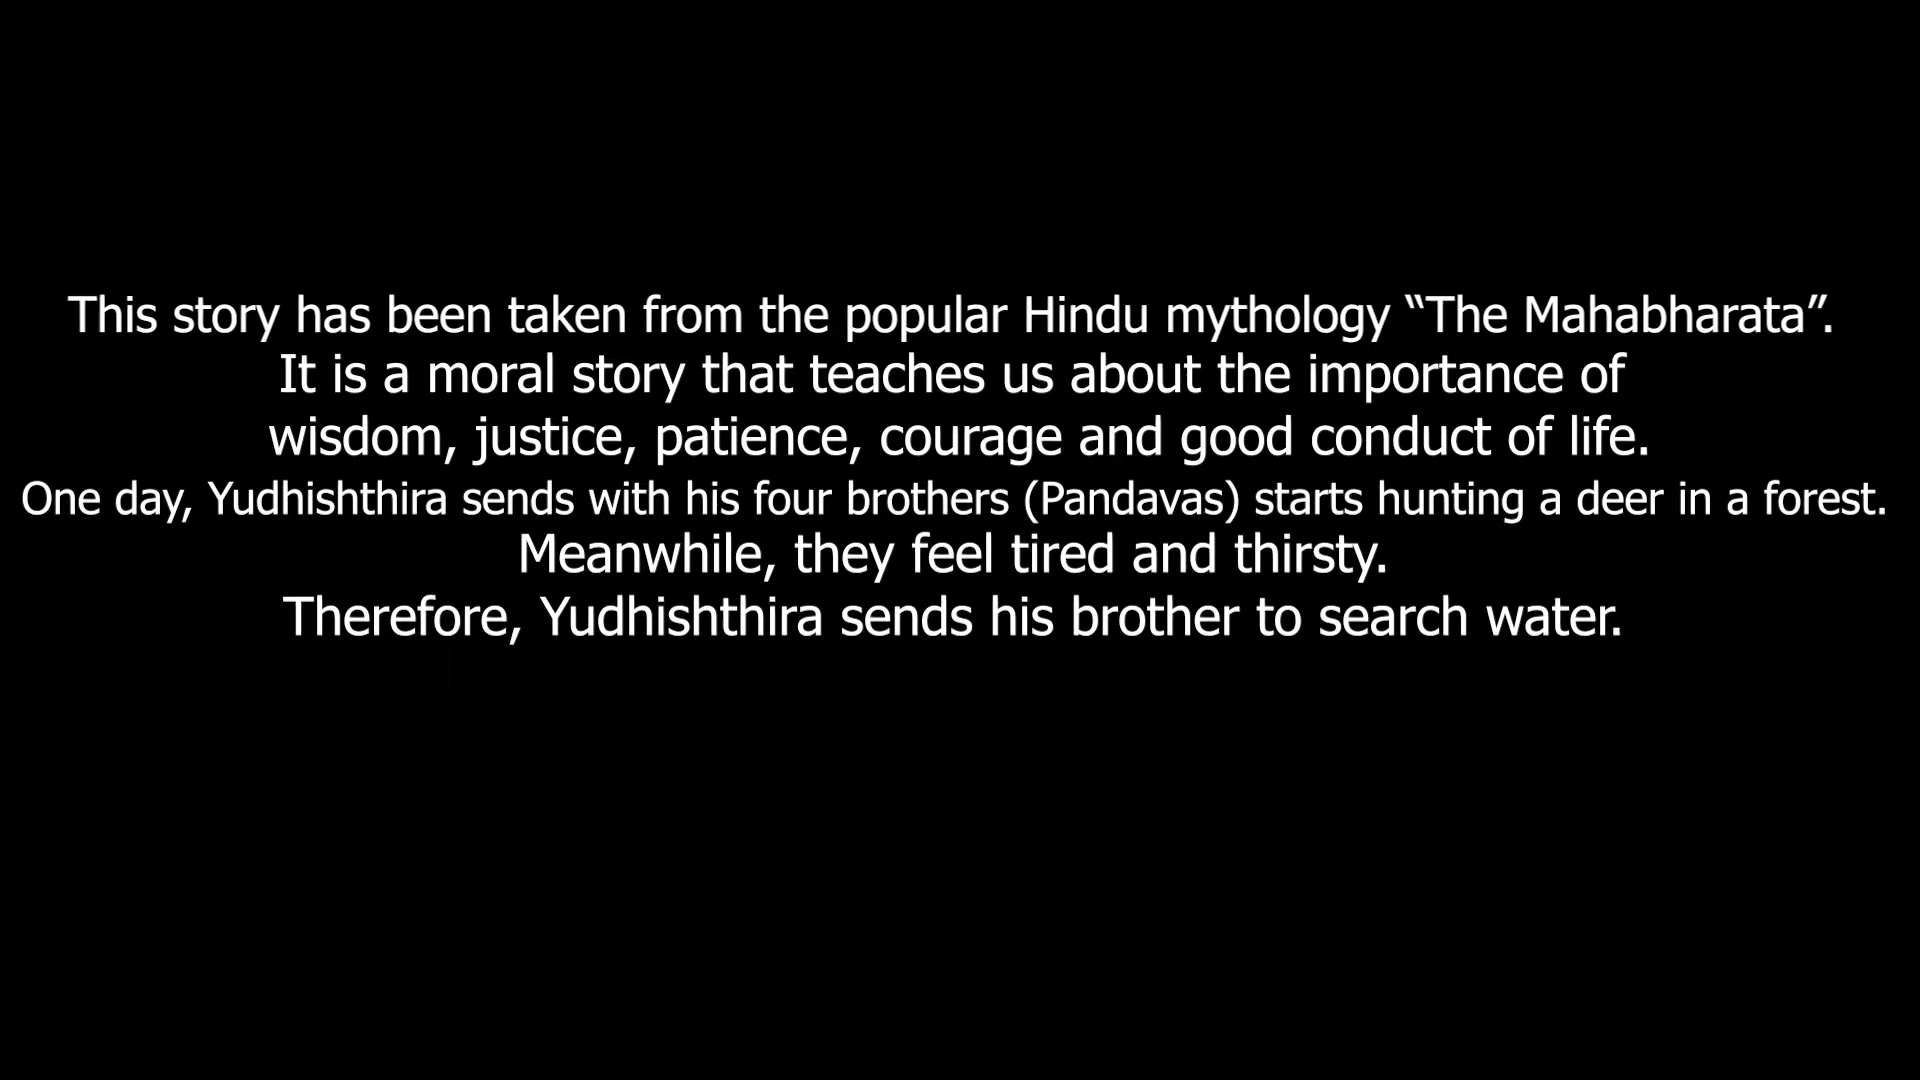 This story has been taken from the popular Hindu mythology “The Mahabharata”.
It is a moral story that teaches us about the importance of
wisdom, justice, patience, courage and good conduct of life.
One day, Yudhishthira sends with his four brothers (Pandavas) starts hunting a deer in a forest.
Meanwhile, they feel tired and thirsty.
Therefore, Yudhishthira sends his brother to search water.